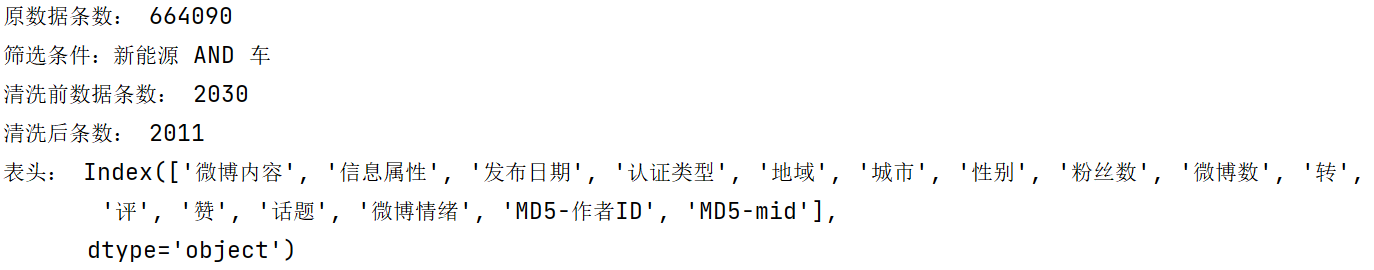 原数据条数： 664090
筛选条件：新能源 AND 车
清洗前数据条数： 2030
清洗后条数： 2011
表头： Index(['微博内容', '信息属性', '发布日期', '认证类型', '地域', '城市', '性别', '粉丝数', '微博数', '转',
'评', '赞', '话题', '微博情绪', 'MD5-作者ID', 'MD5-mid'],
dtype='object')